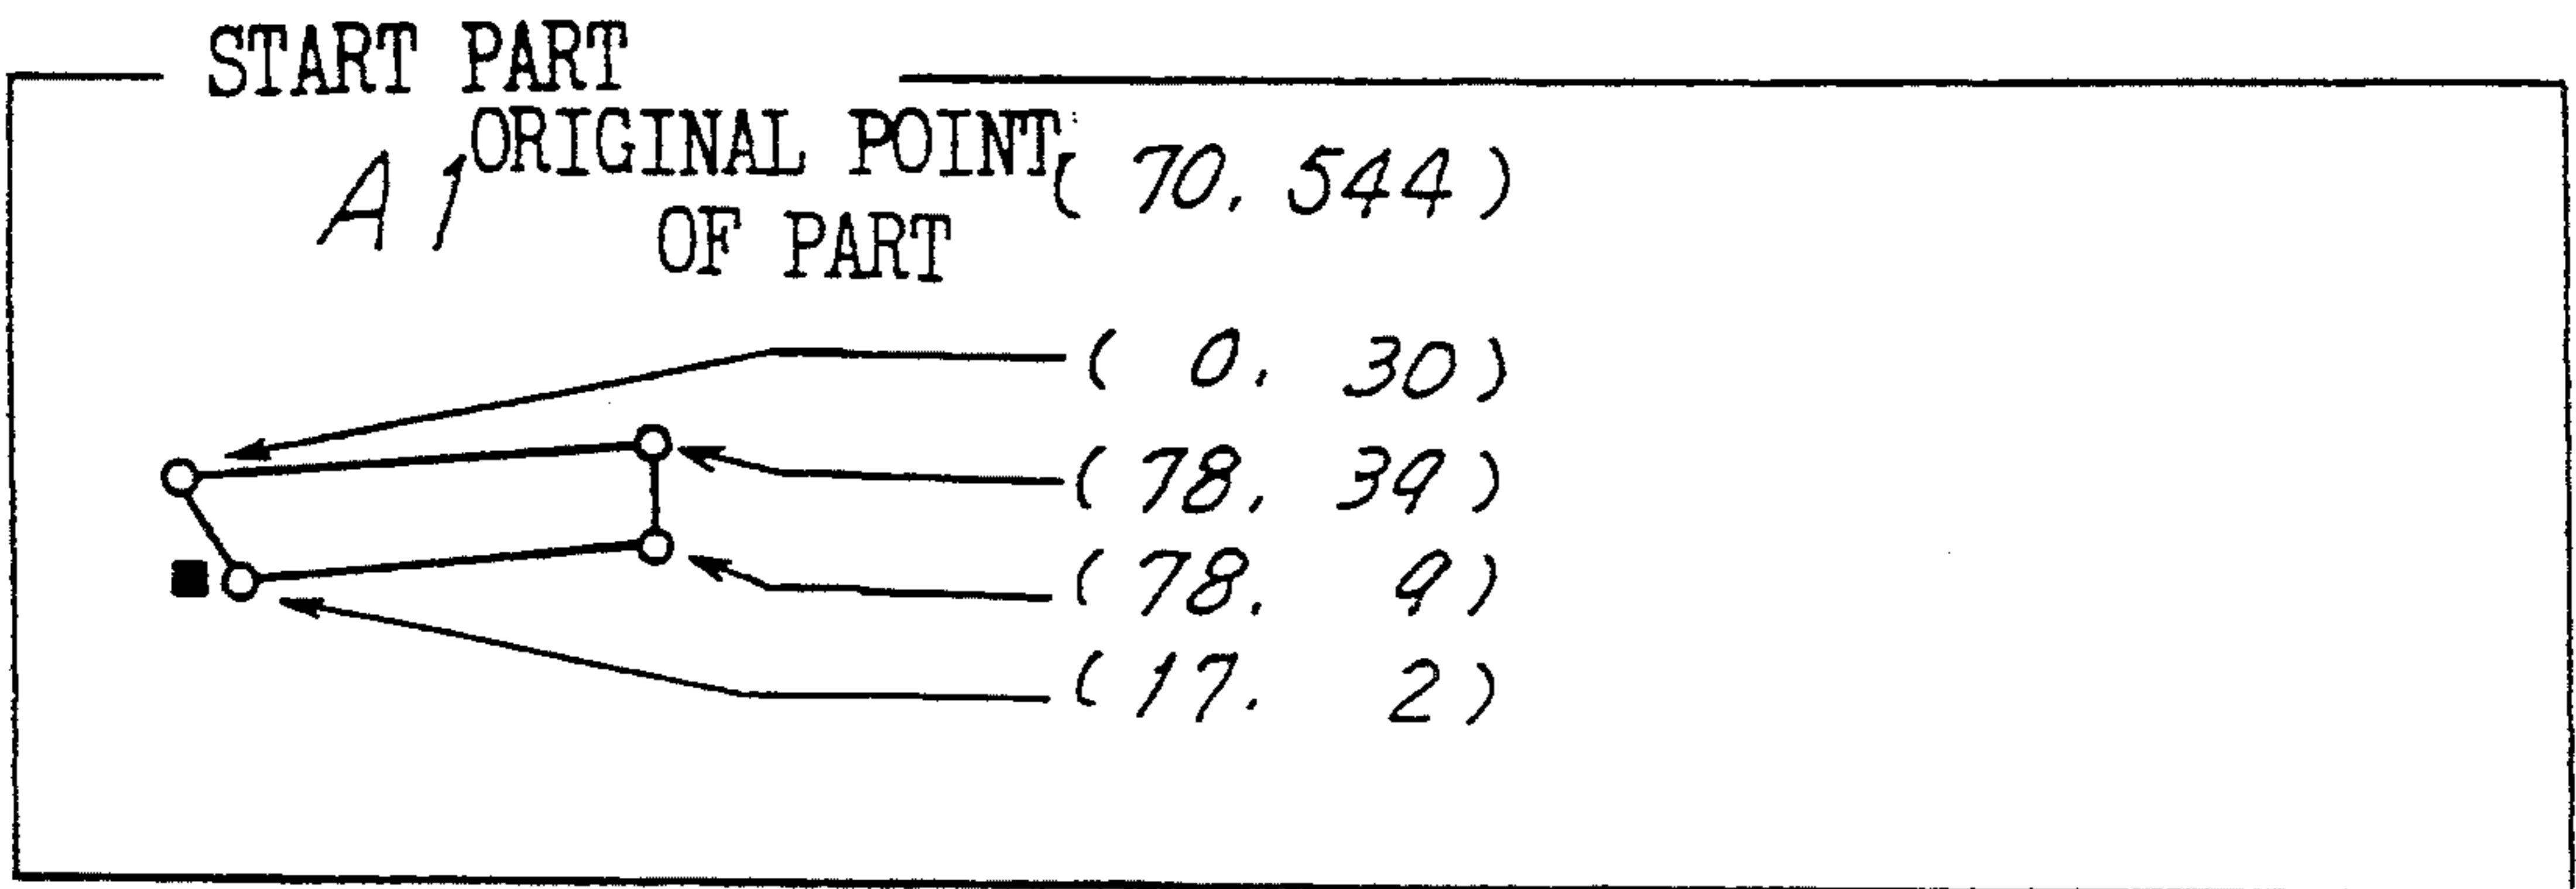 START PART
A1 ORIGINAL POINT ( 70, 544 )
OF PART
( 0, 30 )
( 78, 39 )
( 78, 9 )
( 17, 2 )